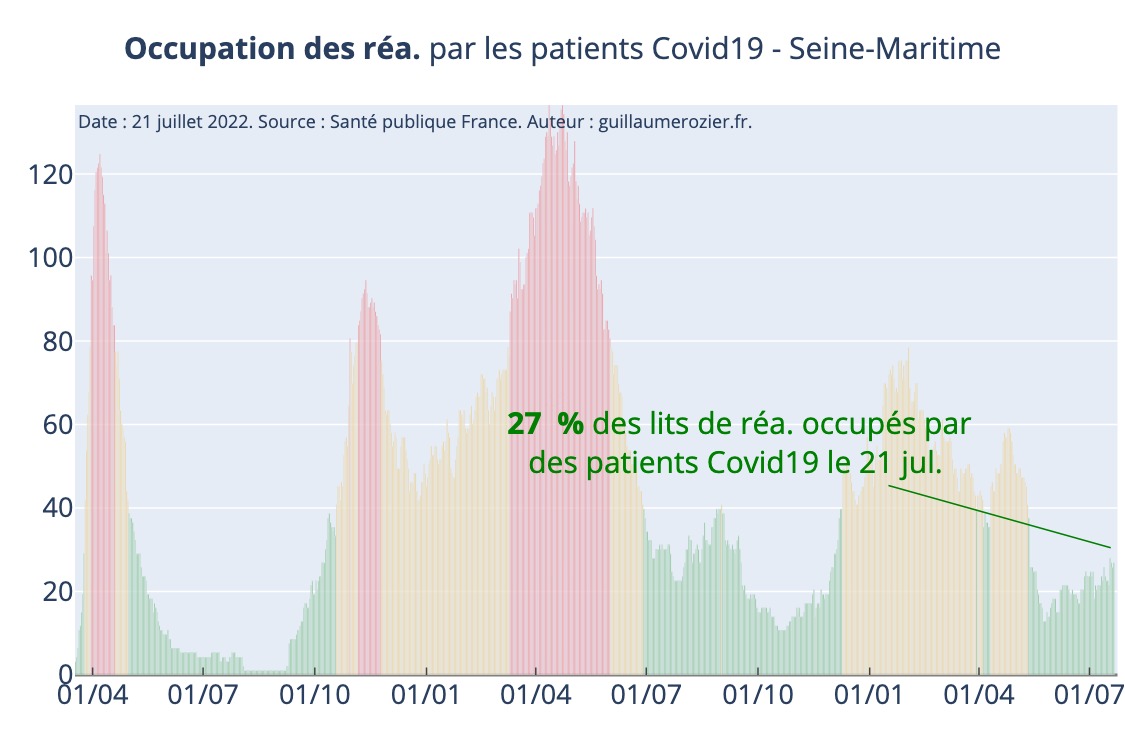 Occupation des réa. par les patients Covid19 - Seine-Maritime
Date : 21 juillet 2022. Source : Santé publique France. Auteur : guillaumerozier.fr.
120
100
80
60
40
20
0
27 % des lits de réa. occupés par
des patients Covid19 le 21 jul.
01/04 01/07 01/10 01/01 01/04 01/07 01/10 01/01 01/04 01/07